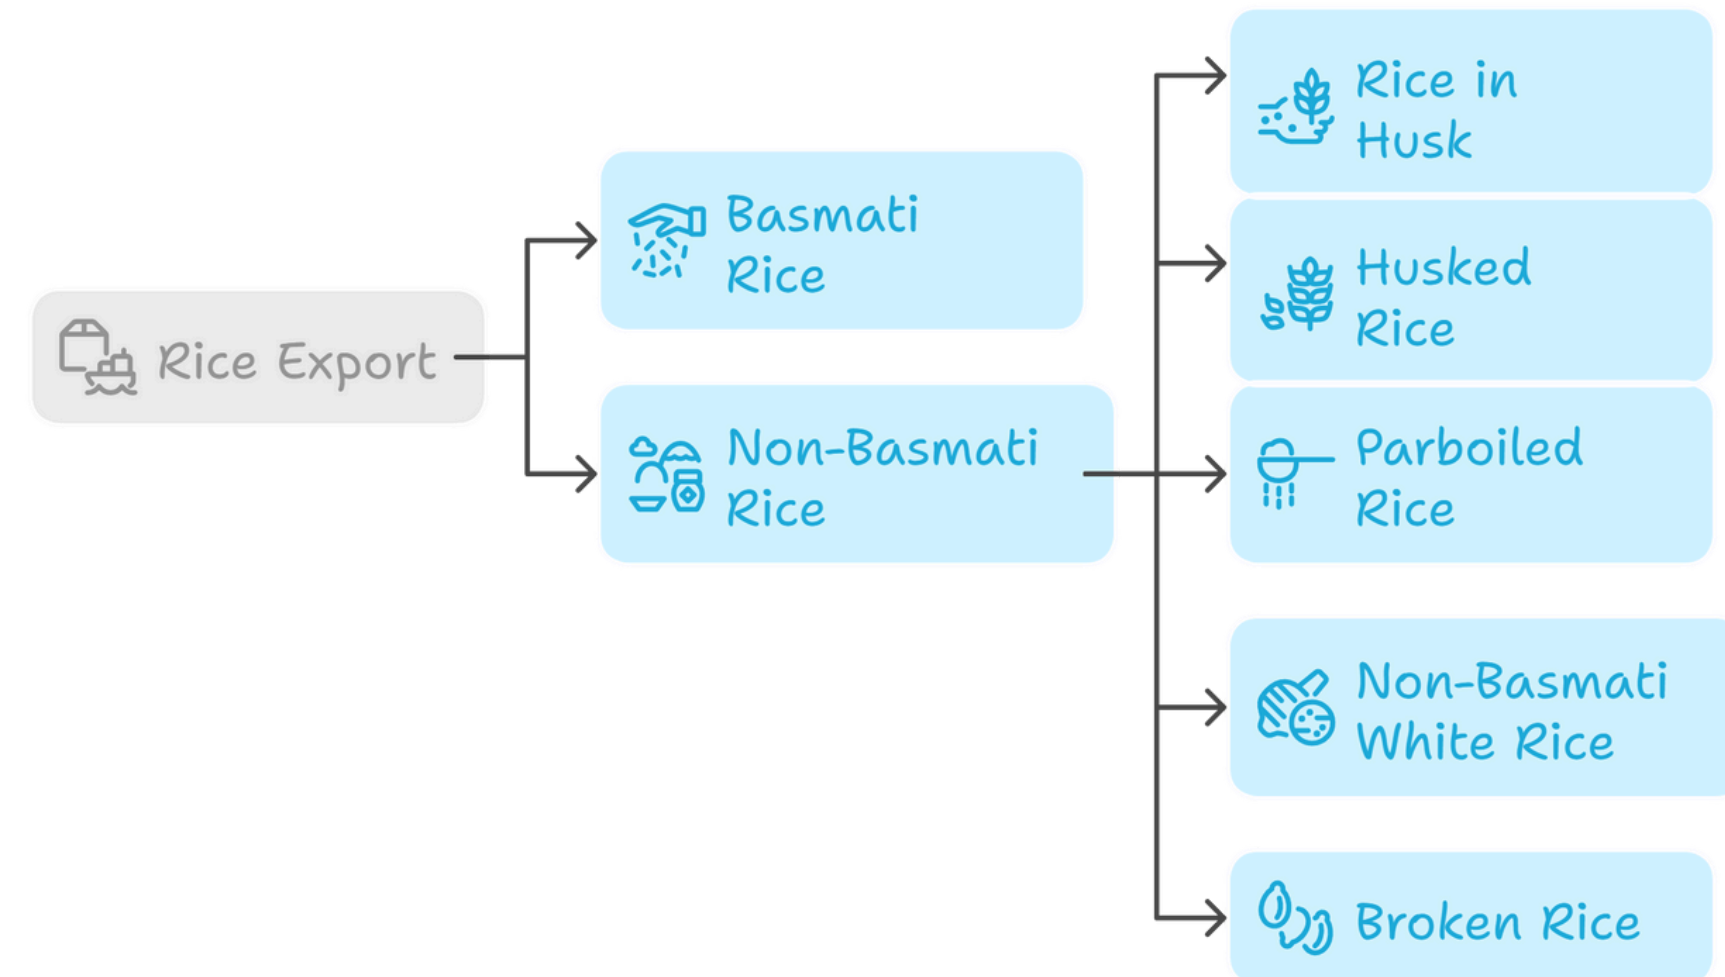 Rice Export
Basmati
Rice
Non-Basmati
Rice
Rice in
Husk
Husked
Rice
Parboiled
Rice
Non-Basmati
White Rice
Broken Rice